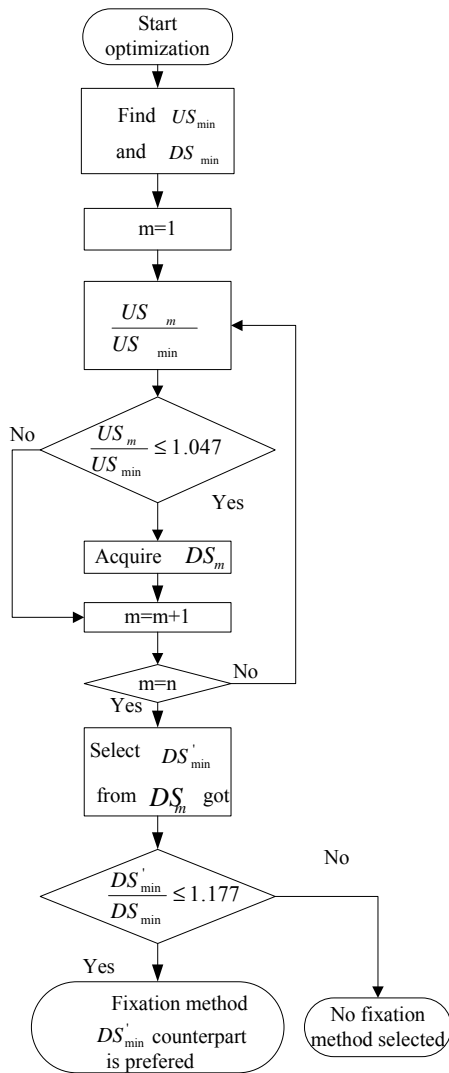 Start
optimization
Find US_min
and DS_min
m=1
US_m
US_min
No
US_m
US_min
≤ 1.047
Yes
Acquire DS_m
m=m+1
m=n
No
Yes
Select DS'_min
from DS_m got
No
DS'_min
DS_min
≤ 1.177
Yes
Fixation method
DS'_min counterpart
is prefered
No fixation
method selected